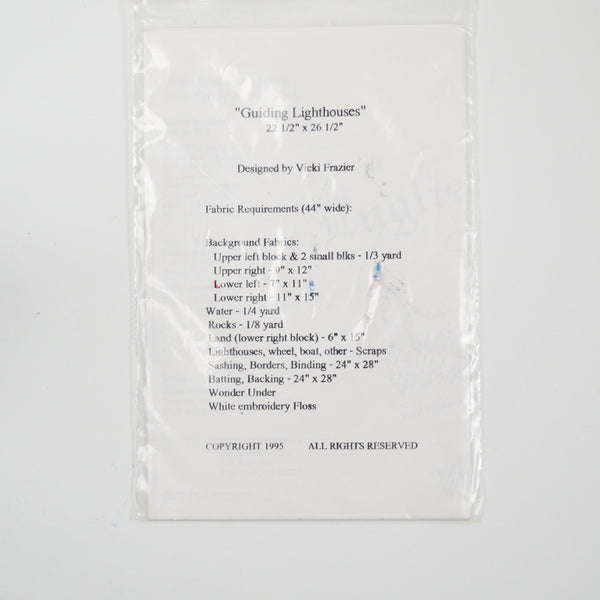 "Guiding Lighthouses"
22 1/2" x 26 1/2"
Designed by Vicki Frazier
Fabric Requirements (44" wide):
Background Fabrics:
Upper left block & 2 small blks - 1/3 yard
Upper right - 9" x 12"
Lower left - 7" x 11"
Lower right - 11" x 15"
Water - 1/4 yard
Rocks - 1/8 yard
Land (lower right block) - 6" x 15"
Lighthouses, wheel, boat, other - Scraps
Sashing, Borders, Binding - 24" x 28"
Batting, Backing - 24" x 28"
Wonder Under
White embroidery Floss
COPYRIGHT 1995 ALL RIGHTS RESERVED